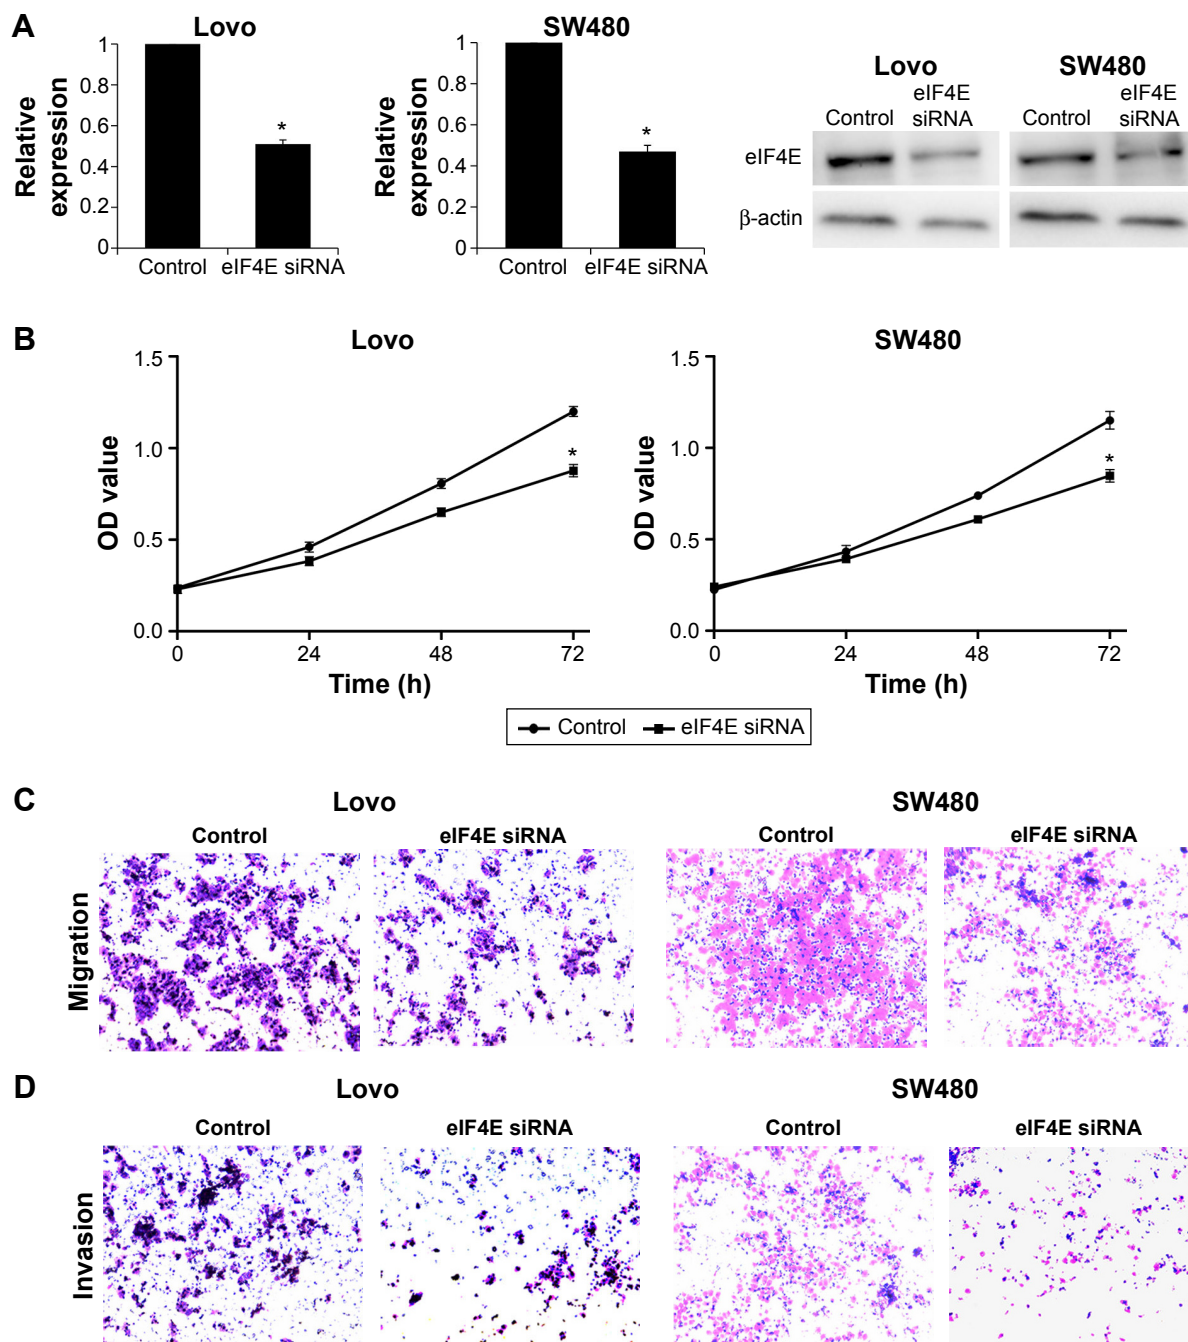 A
Lovo
SW480
Relative
expression
1
0.8
0.6
0.4
0.2
0
*
Control
eIF4E siRNA
Relative
expression
1
0.8
0.6
0.4
0.2
0
*
Control
eIF4E siRNA
Lovo
SW480
Control
eIF4E
siRNA
Control
eIF4E
siRNA
eIF4E
β-actin
B
Lovo
OD value
1.5
1.0
0.5
0.0
*
0 24 48 72
Time (h)
SW480
OD value
1.5
1.0
0.5
0.0
*
0 24 48 72
Time (h)
Control eIF4E siRNA
C
Lovo
SW480
Control
eIF4E siRNA
Control
eIF4E siRNA
Migration
D
Lovo
SW480
Control
eIF4E siRNA
Control
eIF4E siRNA
Invasion